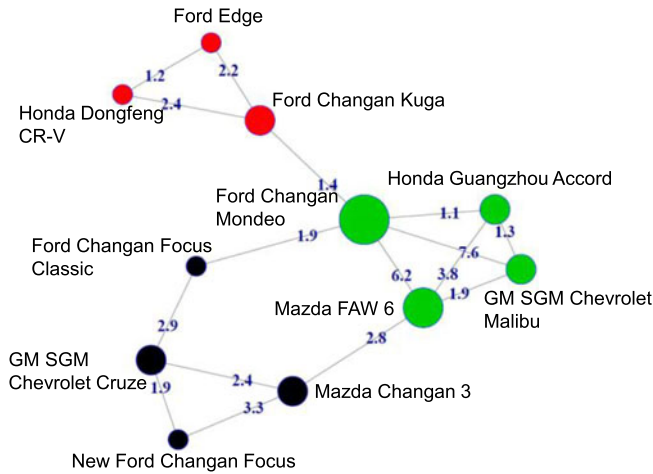 Ford Edge
1.2
2.2
2.4
Honda Dongfeng
CR-V
Ford Changan Kuga
1.4
Honda Guangzhou Accord
Ford Changan
Mondeo
1.1
1.3
1.9
7.6
Ford Changan Focus
Classic
6.2
3.8
1.9
GM SGM Chevrolet
Malibu
Mazda FAW 6
2.9
2.8
GM SGM
Chevrolet Cruze
1.9
2.4
Mazda Changan 3
3.3
New Ford Changan Focus